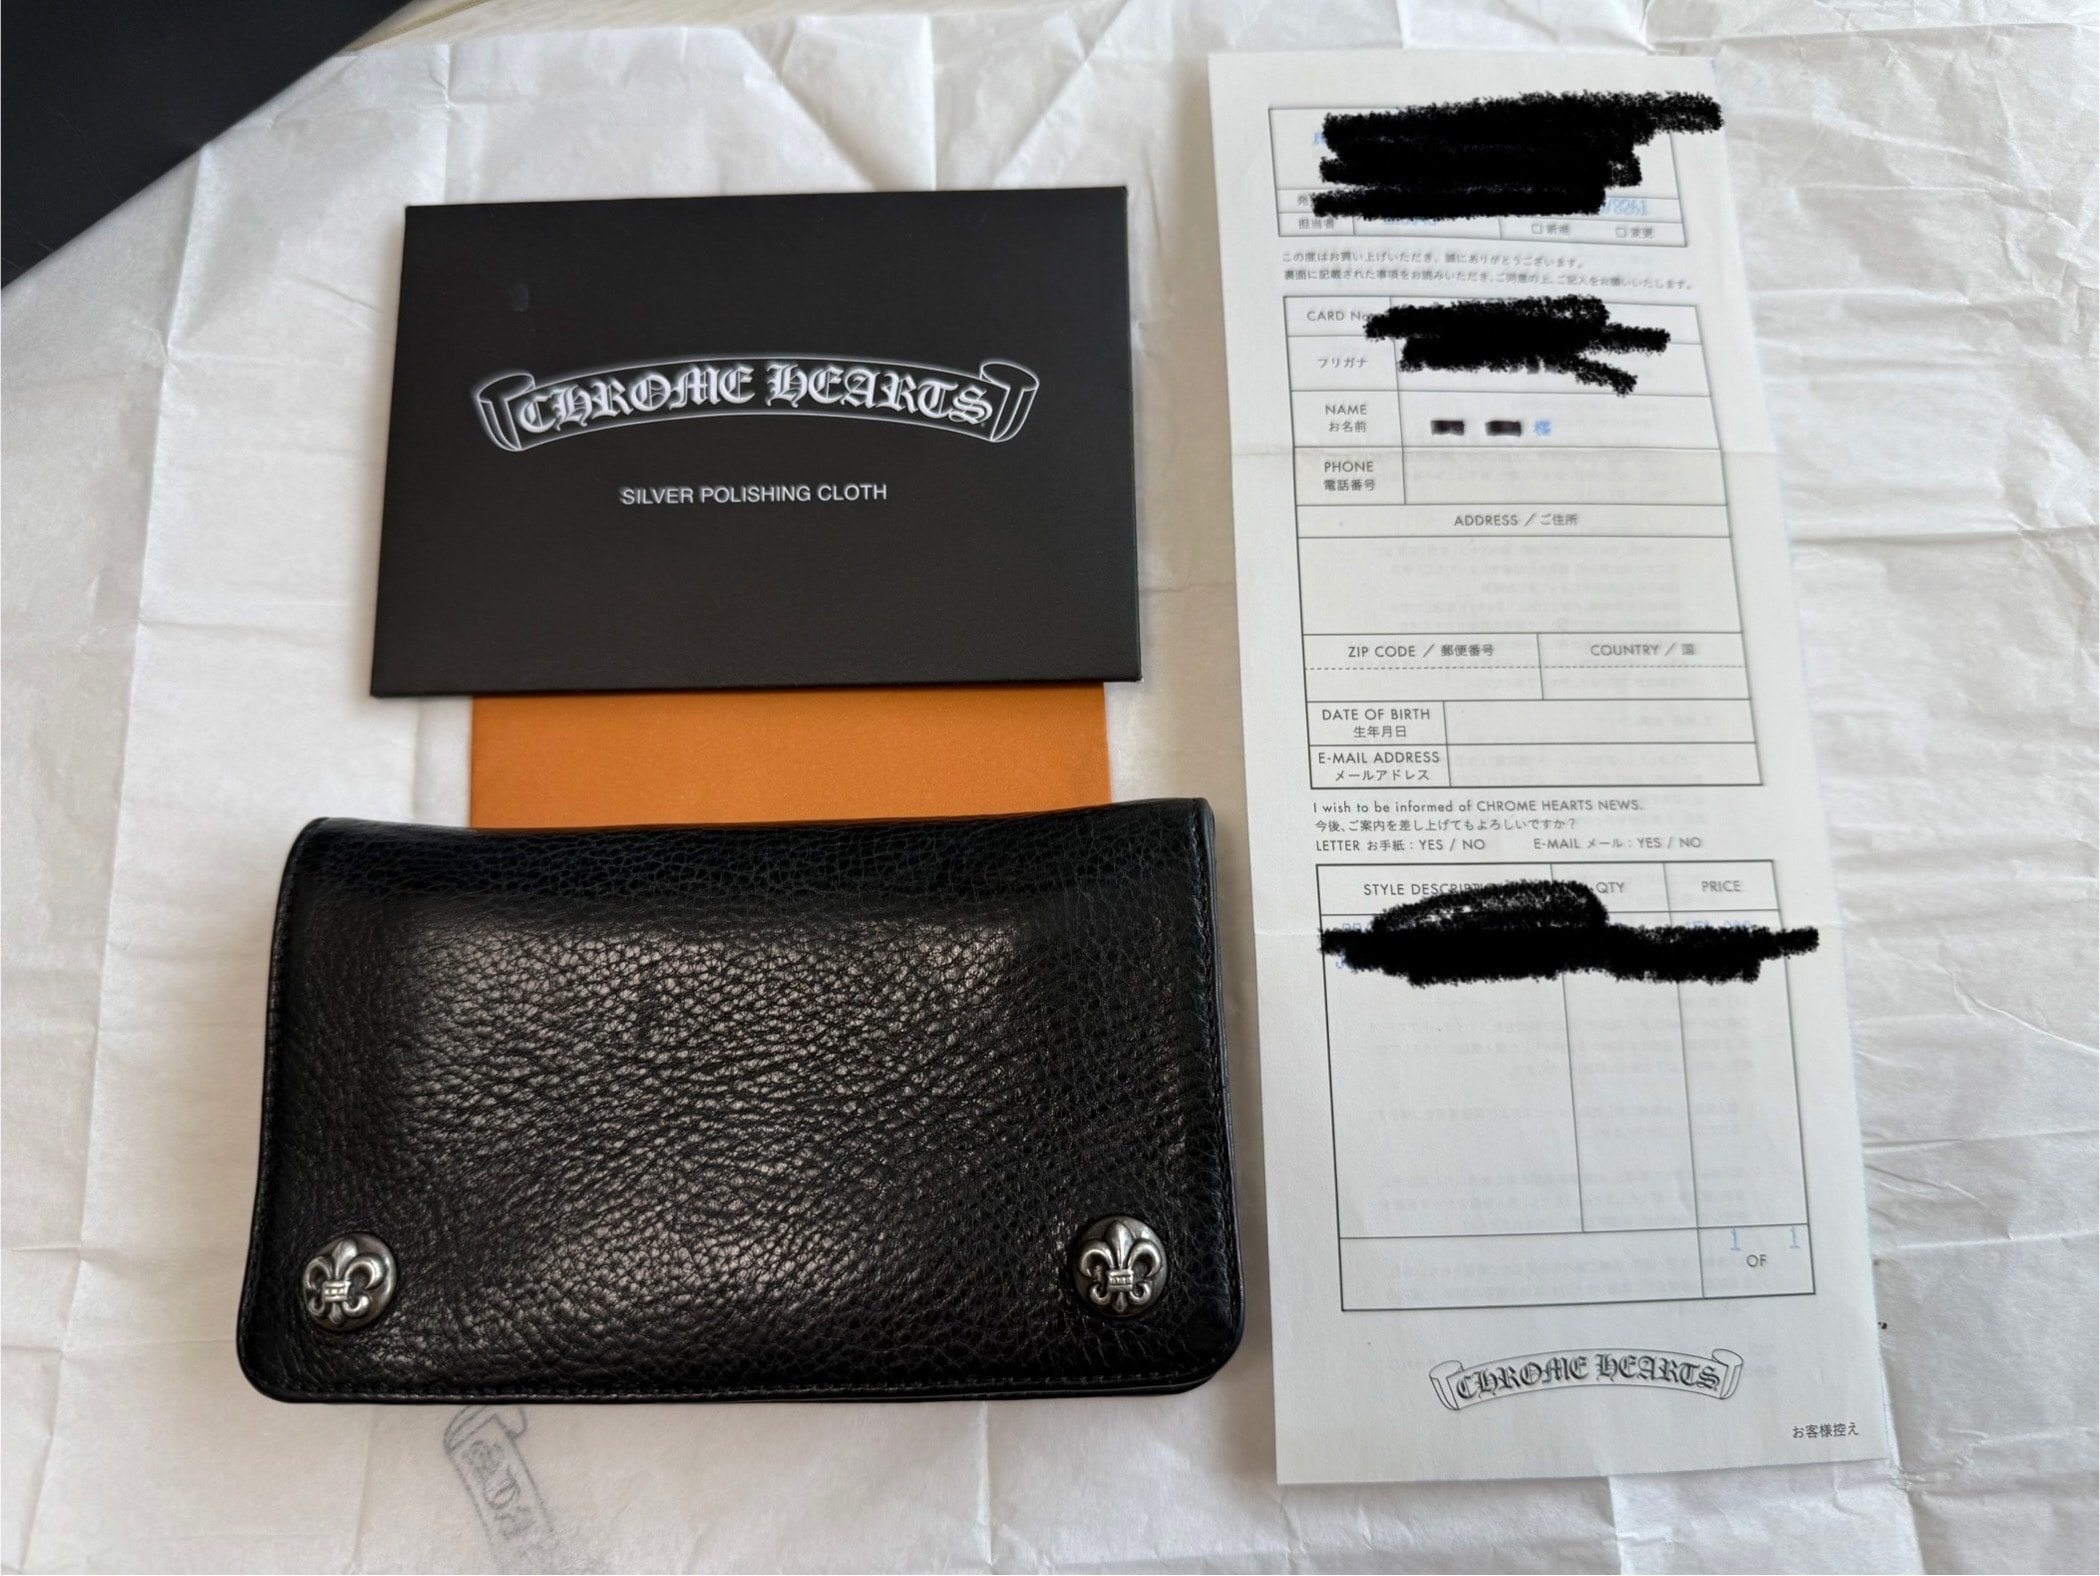 CHROME HEARTS
SILVER POLISHING CLOTH
担当者
□新規 □変更
この度はお買い上げいただき、誠にありがとうございます。
裏面に記載された事項をお読みいただき、ご同意の上、ご記入をお願いいたします。
CARD No.
フリガナ
NAME
お名前
様
PHONE
電話番号
ADDRESS / ご住所
ZIP CODE / 郵便番号 COUNTRY / 国
DATE OF BIRTH
生年月日
E-MAIL ADDRESS
メールアドレス
I wish to be informed of CHROME HEARTS NEWS.
今後、ご案内を差し上げてもよろしいですか?
LETTER お手紙:YES / NO E-MAIL メール:YES / NO
STYLE QTY PRICE
1 OF 1
CHROME HEARTS
お客様控え